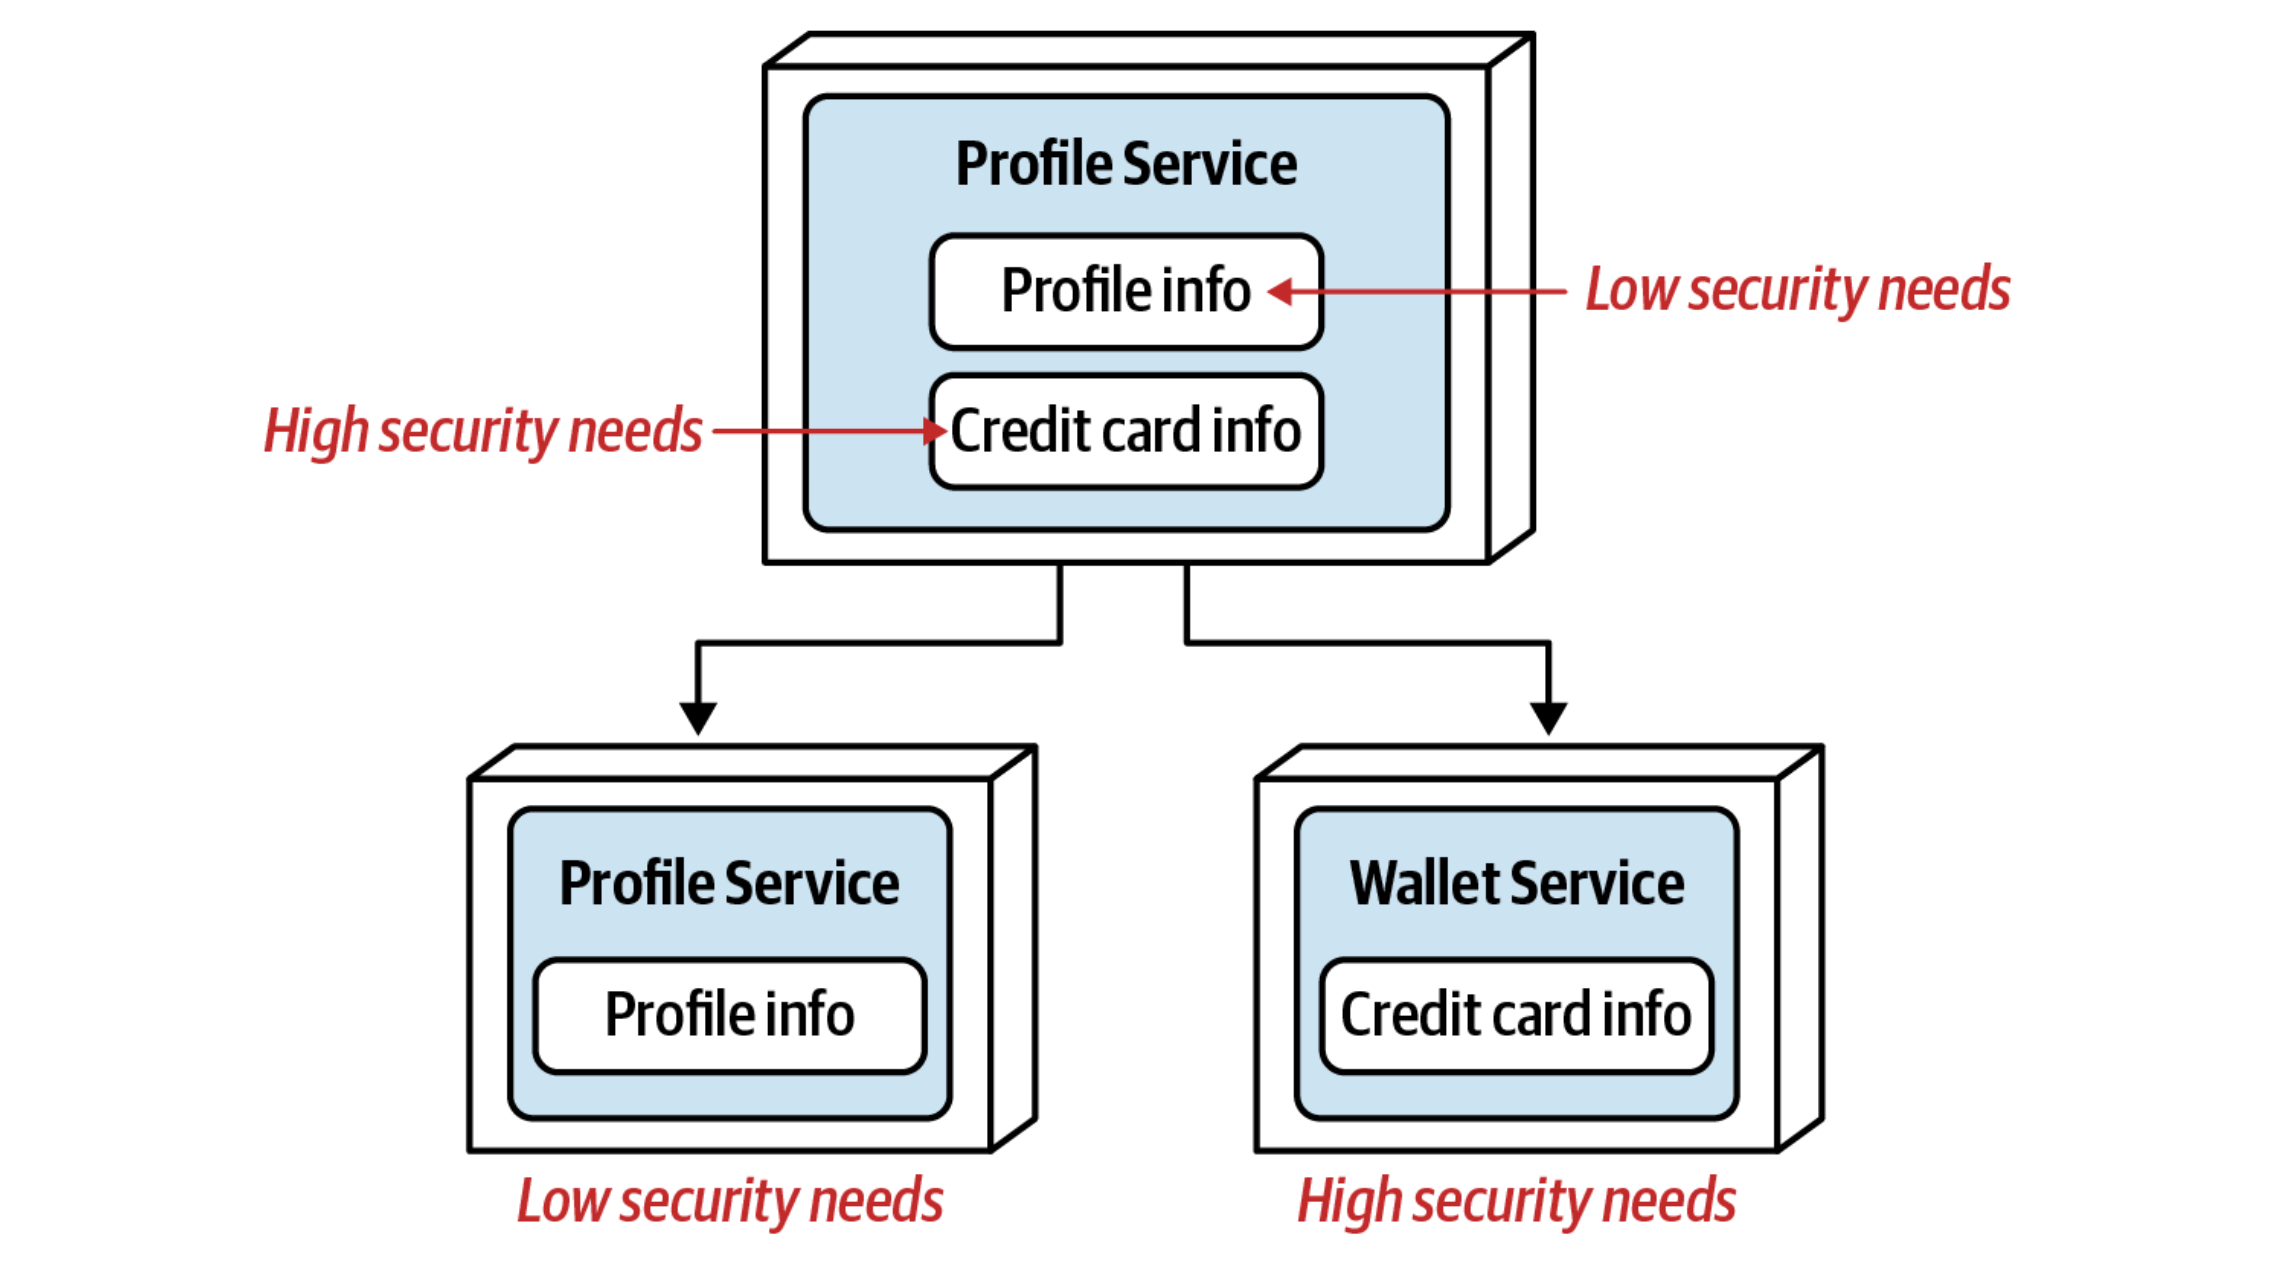 Profile Service
Profile info
Low security needs
High security needs
Credit card info
Profile Service
Profile info
Low security needs
Wallet Service
Credit card info
High security needs